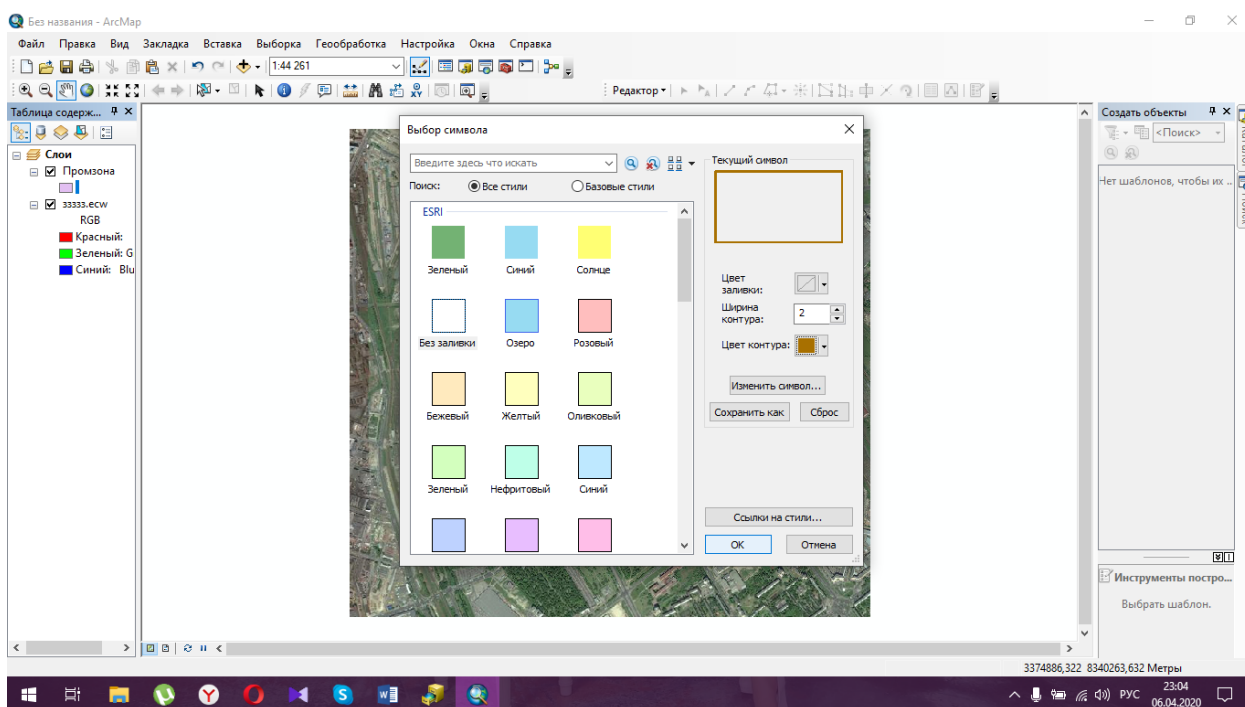 Без названия - ArcMap
Файл Правка Вид Закладка Вставка Выборка Геообработка Настройка Окна Справка
1:44 261
Редактор
Таблица содерж...
Слои
Промзона
33333.ecw
RGB
Красный:
Зеленый: G
Синий: Blu
Выбор символа
Введите здесь что искать
Поиск: Все стили Базовые стили
ESRI
Зеленый Синий Солнце
Без заливки Озеро Розовый
Бежевый Желтый Оливковый
Зеленый Нефритовый Синий
Текущий символ
Цвет
заливки:
Ширина
контура:
2
Цвет контура:
Изменить символ...
Сохранить как Сброс
Ссылки на стили...
OK Отмена
Создать объекты
<Поиск>
Нет шаблонов, чтобы их ..
Инструменты постро...
Выбрать шаблон.
3374886,322 8340263,632 Метры
РУС
23:04
06.04.2020